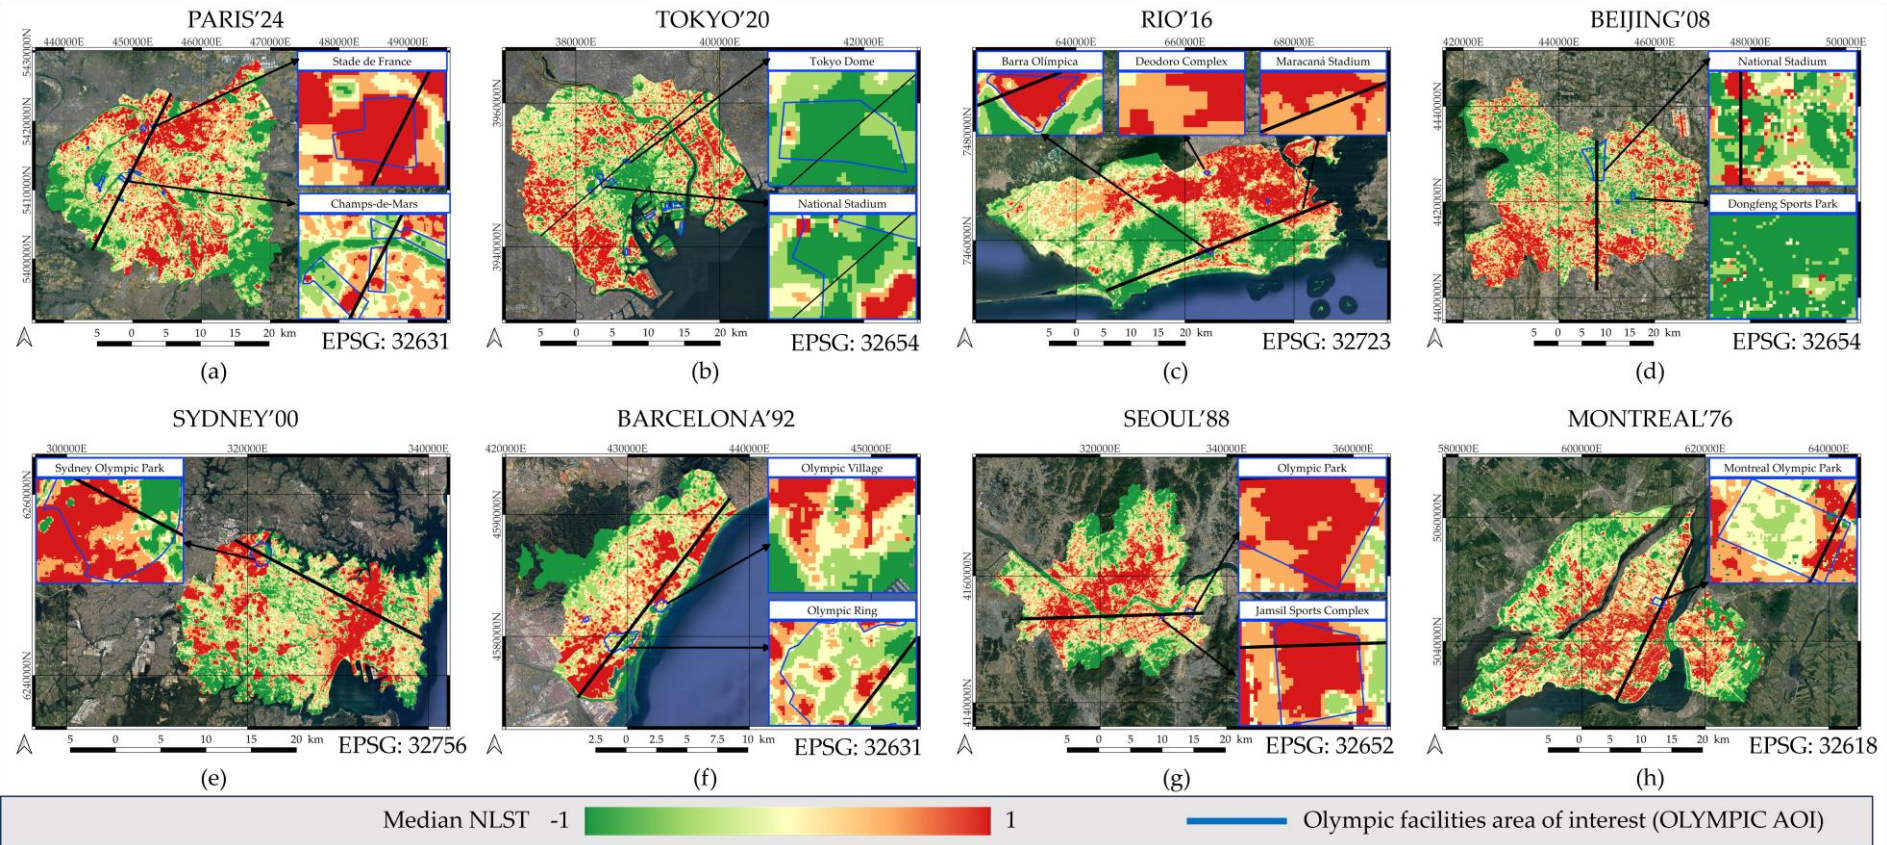 PARIS'24
440000E 450000E 460000E 470000E 480000E 490000E
5430000N
5420000N
5410000N
5400000N
Stade de France
Champs-de-Mars
5 0 5 10 15 20 km
EPSG: 32631
(a)
TOKYO'20
380000E 400000E 420000E
3960000N
3940000N
Tokyo Dome
National Stadium
5 0 5 10 15 20 km
EPSG: 32654
(b)
RIO'16
640000E 660000E 680000E
7480000N
7460000N
Barra Olímpica
Deodoro Complex
Maracaná Stadium
5 0 5 10 15 20 km
EPSG: 32723
(c)
BEIJING'08
420000E 440000E 460000E 480000E 500000E
4440000N
4420000N
4400000N
National Stadium
Dongfeng Sports Park
5 0 5 10 15 20 km
EPSG: 32654
(d)
SYDNEY'00
300000E 320000E 340000E
6260000N
6240000N
Sydney Olympic Park
5 0 5 10 15 20 km
EPSG: 32756
(e)
BARCELONA'92
420000E 430000E 440000E 450000E
4590000N
4580000N
Olympic Village
Olympic Ring
2.5 0 2.5 5 7.5 10 km
EPSG: 32631
(f)
SEOUL'88
320000E 340000E 360000E
4160000N
4140000N
Olympic Park
Jamsil Sports Complex
5 0 5 10 15 20 km
EPSG: 32652
(g)
MONTREAL'76
580000E 600000E 620000E 640000E
5060000N
5040000N
Montreal Olympic Park
5 0 5 10 15 20 km
EPSG: 32618
(h)
Median NLST -1 1
Olympic facilities area of interest (OLYMPIC AOI)